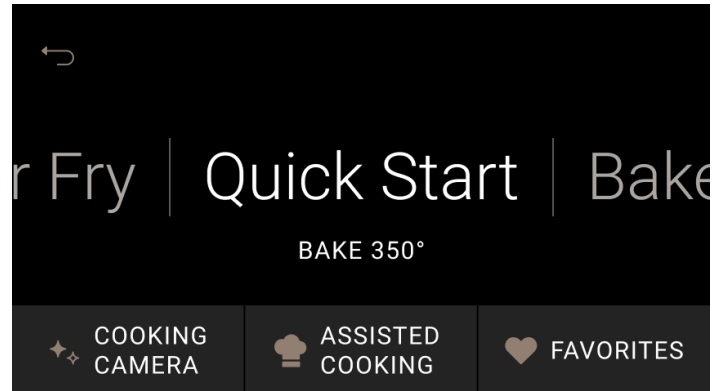 r Fry
Quick Start
Bake
BAKE 350°
COOKING
CAMERA
ASSISTED
COOKING
FAVORITES